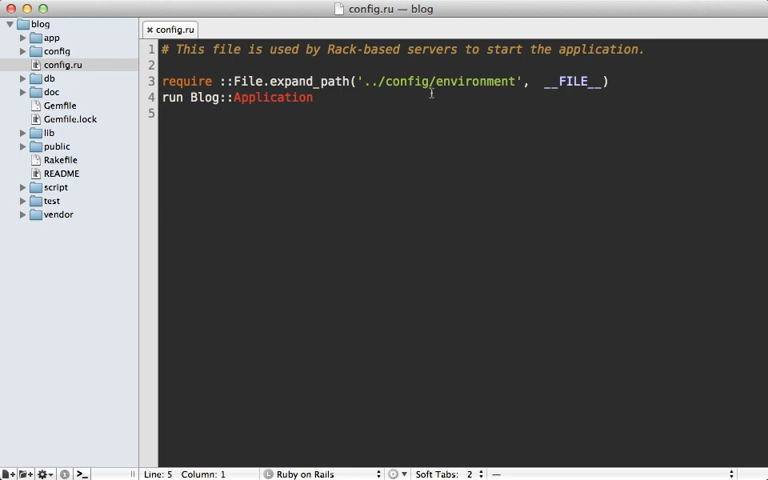 config.ru — blog
blog
app
config
config.ru
db
doc
Gemfile
Gemfile.lock
lib
public
Rakefile
README
script
test
vendor
config.ru
1 # This file is used by Rack-based servers to start the application.
2
3 require ::File.expand_path('../config/environment',  __FILE__)
4 run Blog::Application
5
Line: 5 Column: 1 Ruby on Rails Soft Tabs: 2 —